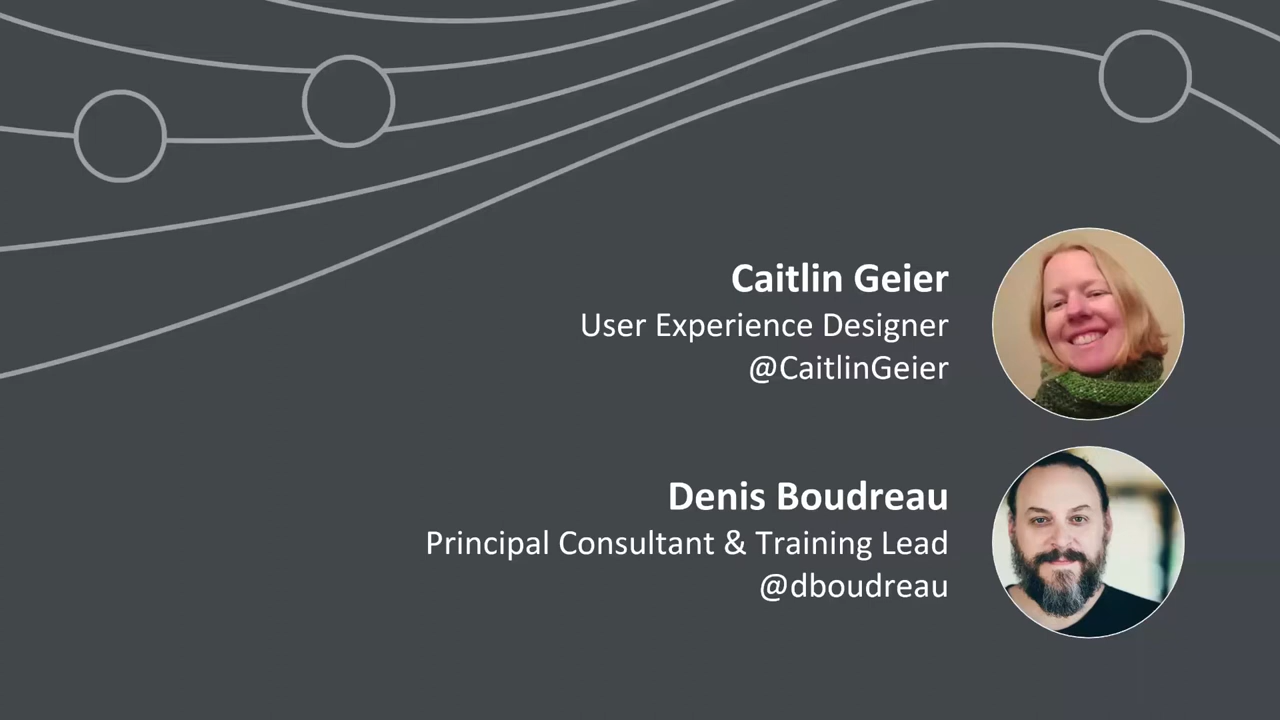 Caitlin Geier
User Experience Designer
@CaitlinGeier
Denis Boudreau
Principal Consultant & Training Lead
@dboudreau